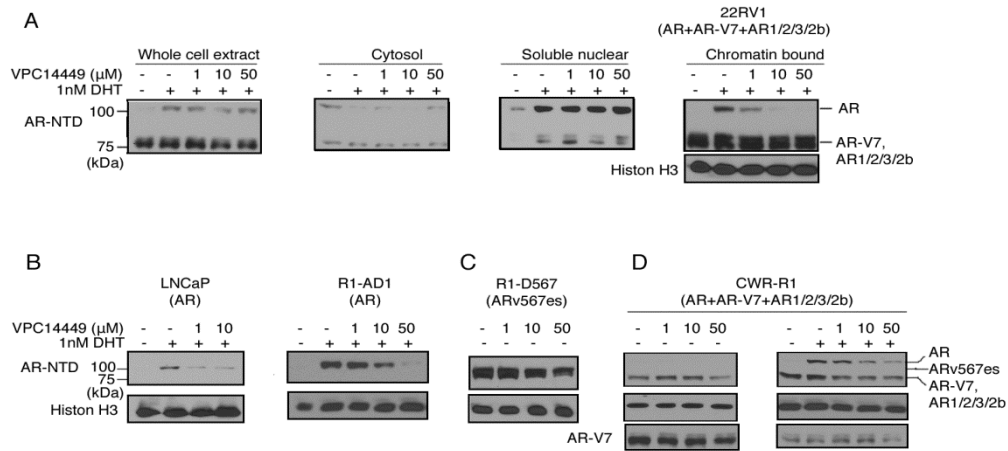 A
22RV1
(AR+AR-V7+AR1/2/3/2b)
Whole cell extract Cytosol Soluble nuclear Chromatin bound
VPC14449 (µM) - - 1 10 50 - - 1 10 50 - - 1 10 50 - - 1 10 50
1nM DHT - + + + + - + + + + - + + + + - + + + +
AR-NTD 100 AR
75 AR-V7,
(kDa) AR1/2/3/2b
Histon H3
B C D
LNCaP R1-AD1 R1-D567 CWR-R1
(AR) (AR) (ARv567es) (AR+AR-V7+AR1/2/3/2b)
VPC14449 (µM) - - 1 10 - - 1 10 50 - 1 10 50 - 1 10 50 - - 1 10 50
1nM DHT - + + + - + + + + - + + + +
AR-NTD 100 AR
75 ARv567es
(kDa) AR-V7,
Histon H3 AR1/2/3/2b
AR-V7